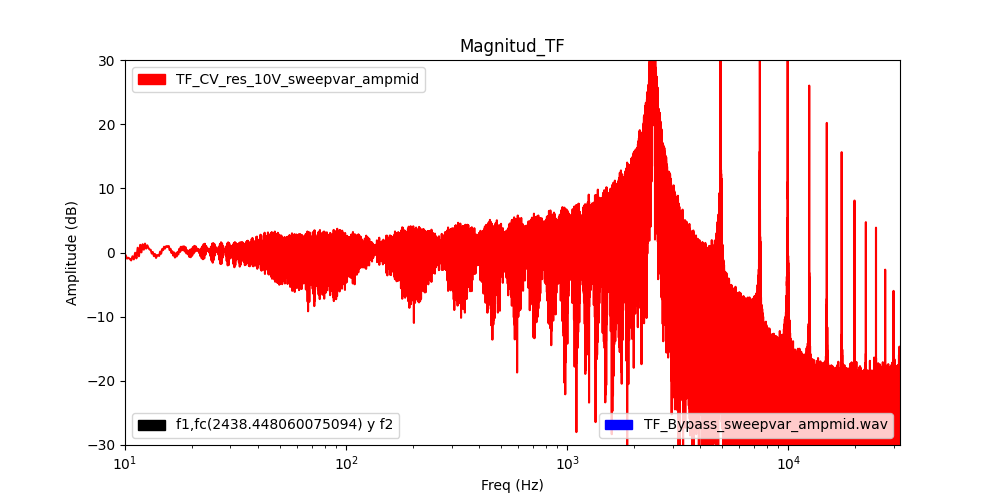 Magnitud_TF
TF_CV_res_10V_sweepvar_ampmid
30
20
10
0
−10
−20
−30
Amplitude (dB)
f1,fc(2438.448060075094) y f2
TF_Bypass_sweepvar_ampmid.wav
10¹
10²
10³
10⁴
Freq (Hz)